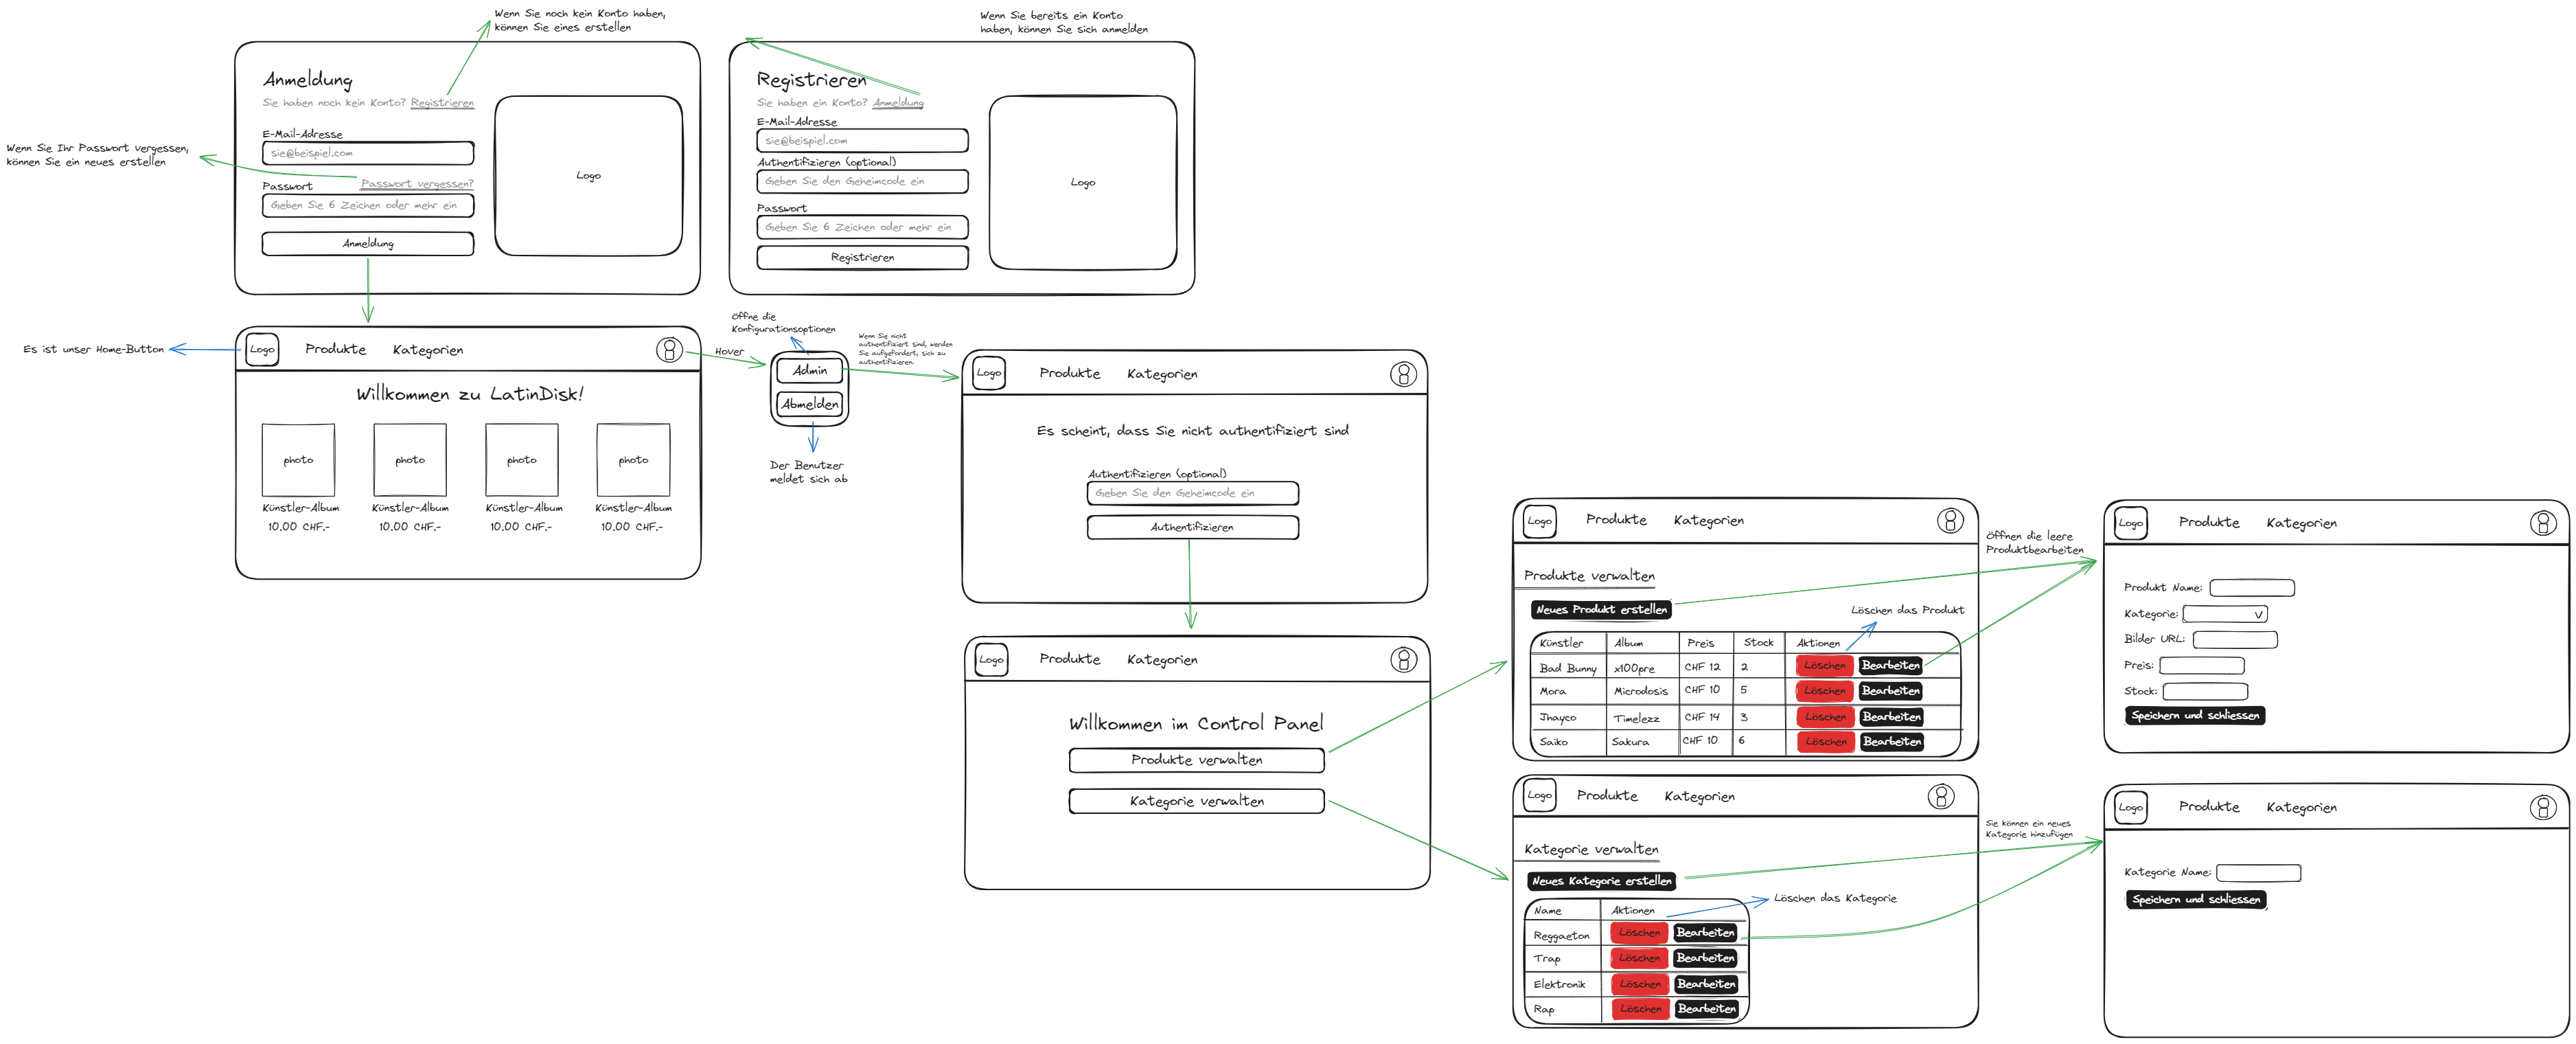 Wenn Sie noch kein Konto haben,
können Sie eines erstellen
Anmeldung
Sie haben noch kein Konto? Registrieren
E-Mail-Adresse
sie@beispiel.com
Wenn Sie Ihr Passwort vergessen,
können Sie ein neues erstellen
Passwort
Passwort vergessen?
Geben Sie 6 Zeichen oder mehr ein
Anmeldung
Logo
Wenn Sie bereits ein Konto
haben, können Sie sich anmelden
Registrieren
Sie haben ein Konto? Anmeldung
E-Mail-Adresse
sie@beispiel.com
Authentifizieren (optional)
Geben Sie den Geheimcode ein
Passwort
Geben Sie 6 Zeichen oder mehr ein
Registrieren
Logo
Es ist unser Home-Button
Logo
Produkte
Kategorien
Willkommen zu LatinDisk!
photo
photo
photo
photo
Künstler-Album
Künstler-Album
Künstler-Album
Künstler-Album
10.00 CHF.-
10.00 CHF.-
10.00 CHF.-
10.00 CHF.-
Hover
Öffne die
Konfigurationsoptionen
Admin
Abmelden
Der Benutzer
meldet sich ab
Wenn Sie nicht
authentifiziert sind, werden
Sie aufgefordert, sich zu
authentifizieren.
Logo
Produkte
Kategorien
Es scheint, dass Sie nicht authentifiziert sind
Authentifizieren (optional)
Geben Sie den Geheimcode ein
Authentifizieren
Logo
Produkte
Kategorien
Willkommen im Control Panel
Produkte verwalten
Kategorie verwalten
Logo
Produkte
Kategorien
Produkte verwalten
Neues Produkt erstellen
Löschen das Produkt
Künstler Album Preis Stock Aktionen
Bad Bunny x100pre CHF 12 2 Löschen Bearbeiten
Mora Microdosis CHF 10 5 Löschen Bearbeiten
Jhayco Timelezz CHF 14 3 Löschen Bearbeiten
Saiko Sakura CHF 10 6 Löschen Bearbeiten
Öffnen die leere
Produktbearbeiten
Logo
Produkte
Kategorien
Produkt Name:
Kategorie: V
Bilder URL:
Preis:
Stock:
Speichern und schliessen
Logo
Produkte
Kategorien
Kategorie verwalten
Neues Kategorie erstellen
Löschen das Kategorie
Name Aktionen
Reggaeton Löschen Bearbeiten
Trap Löschen Bearbeiten
Elektronik Löschen Bearbeiten
Rap Löschen Bearbeiten
Sie können ein neues
Kategorie hinzufügen
Logo
Produkte
Kategorien
Kategorie Name:
Speichern und schliessen